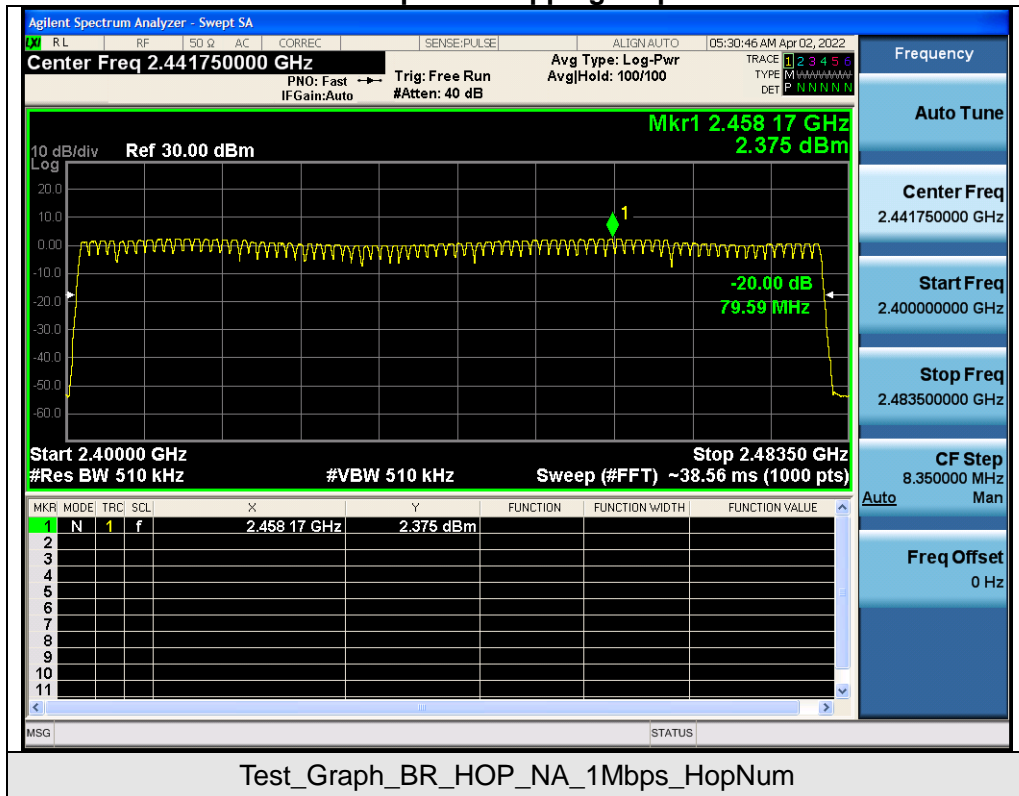 Agilent Spectrum Analyzer - Swept SA
LXI RL RF 50 Ω AC CORREC SENSE:PULSE ALIGN AUTO 05:30:46 AM Apr 02, 2022
Center Freq 2.441750000 GHz
PNO: Fast
IFGain:Auto
Trig: Free Run
#Atten: 40 dB
Avg Type: Log-Pwr
Avg|Hold: 100/100
TRACE 1 2 3 4 5 6
TYPE M
DET P N N N N N
Mkr1 2.458 17 GHz
2.375 dBm
10 dB/div Ref 30.00 dBm
Log
20.0
10.0
0.00
-10.0
-20.0
-30.0
-40.0
-50.0
-60.0
1
-20.00 dB
79.59 MHz
Start 2.40000 GHz Stop 2.48350 GHz
#Res BW 510 kHz #VBW 510 kHz Sweep (#FFT) ~38.56 ms (1000 pts)
MKR MODE TRC SCL X Y FUNCTION FUNCTION WIDTH FUNCTION VALUE
1 N 1 f 2.458 17 GHz 2.375 dBm
2
3
4
5
6
7
8
9
10
11
MSG STATUS
Frequency
Auto Tune
Center Freq
2.441750000 GHz
Start Freq
2.400000000 GHz
Stop Freq
2.483500000 GHz
CF Step
8.350000 MHz
Auto Man
Freq Offset
0 Hz
Test_Graph_BR_HOP_NA_1Mbps_HopNum